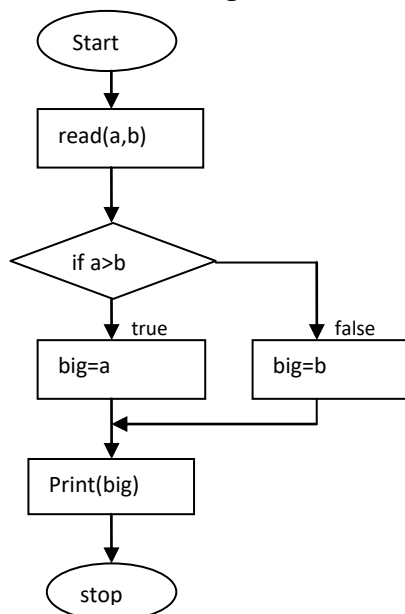 Start
read(a,b)
if a>b
true
false
big=a
big=b
Print(big)
stop